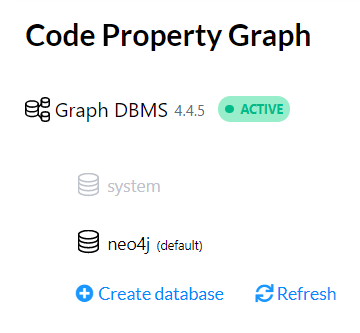 Code Property Graph
Graph DBMS 4.4.5 ACTIVE
system
neo4j (default)
Create database Refresh